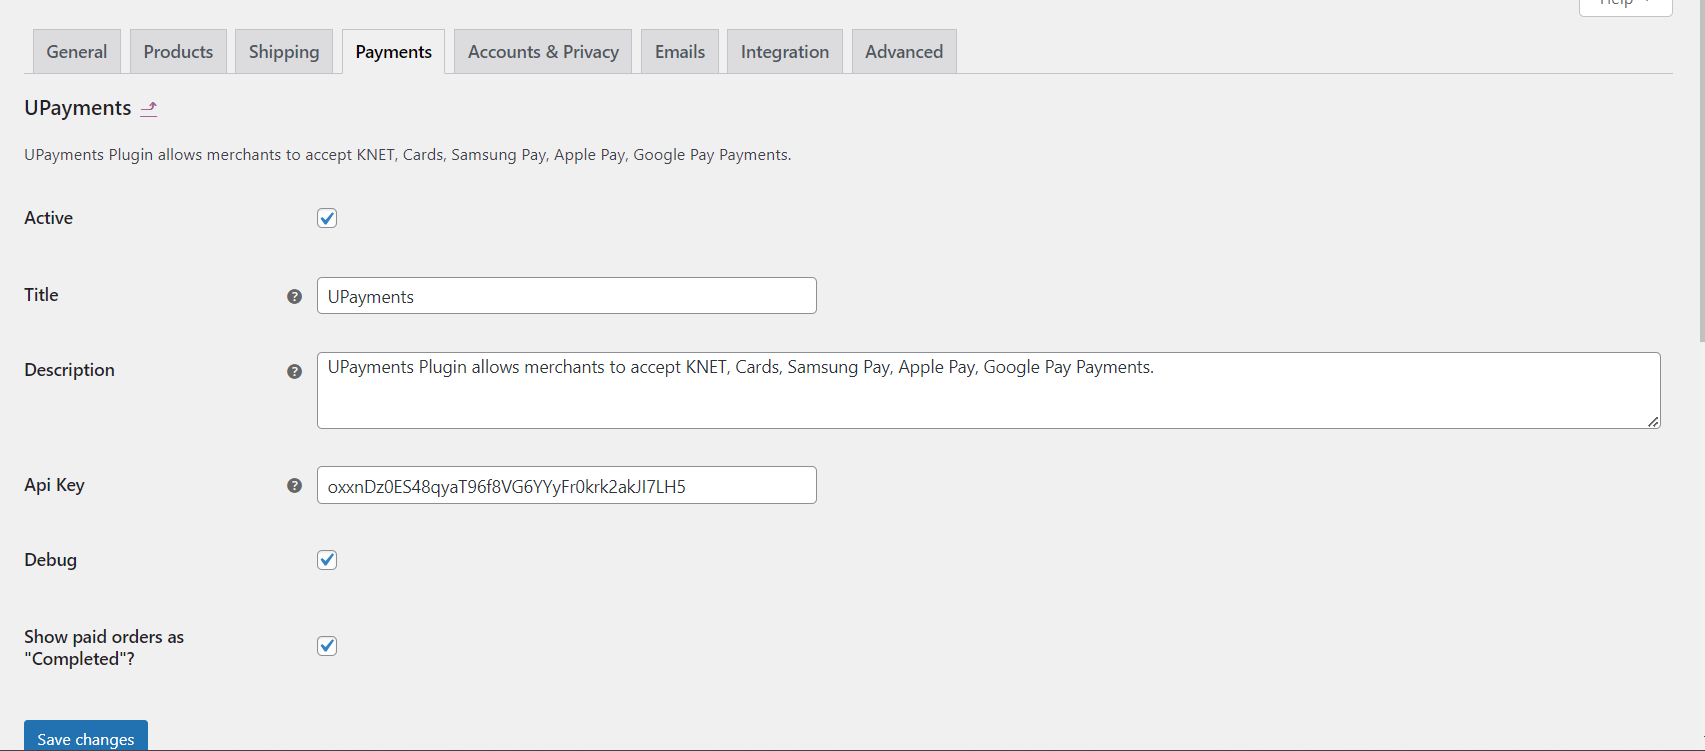 Help
General Products Shipping Payments Accounts & Privacy Emails Integration Advanced
UPayments
UPayments Plugin allows merchants to accept KNET, Cards, Samsung Pay, Apple Pay, Google Pay Payments.
Active
Title ? UPayments
Description ? UPayments Plugin allows merchants to accept KNET, Cards, Samsung Pay, Apple Pay, Google Pay Payments.
Api Key ?
Debug
Show paid orders as
"Completed"?
Save changes